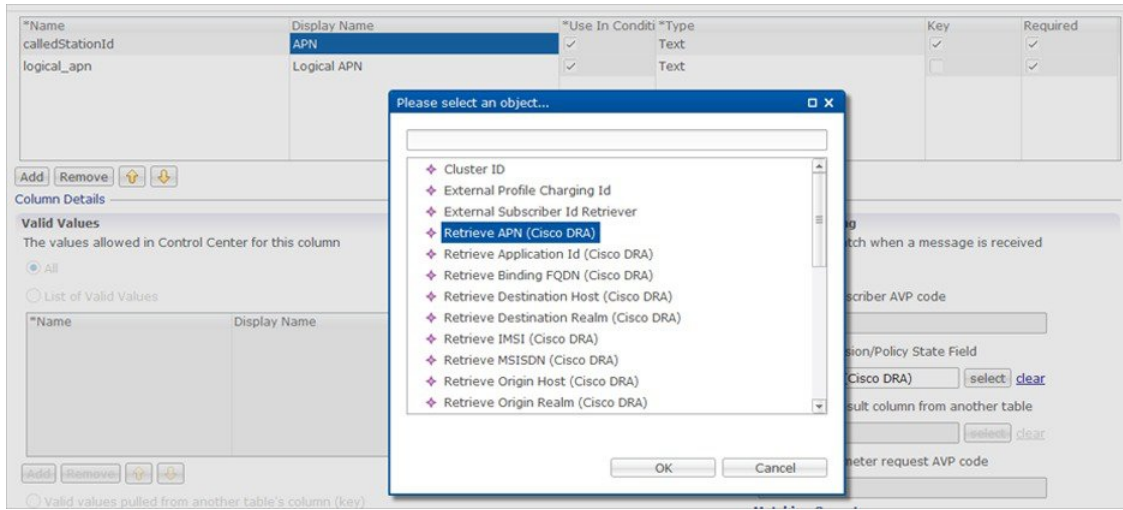 *Name Display Name *Use In Conditi *Type Key Required
calledStationId APN Text
logical_apn Logical APN Text
Please select an object...
Cluster ID
External Profile Charging Id
External Subscriber Id Retriever
Retrieve APN (Cisco DRA)
Retrieve Application Id (Cisco DRA)
Retrieve Binding FQDN (Cisco DRA)
Retrieve Destination Host (Cisco DRA)
Retrieve Destination Realm (Cisco DRA)
Retrieve IMSI (Cisco DRA)
Retrieve MSISDN (Cisco DRA)
Retrieve Origin Host (Cisco DRA)
Retrieve Origin Realm (Cisco DRA)
OK Cancel
Add Remove
Column Details
Valid Values
The values allowed in Control Center for this column
All
List of Valid Values
*Name Display Name
Add Remove
Valid values pulled from another table's column (key)
ng
atch when a message is received
scriber AVP code
sion/Policy State Field
(Cisco DRA) select clear
sult column from another table
select clear
meter request AVP code